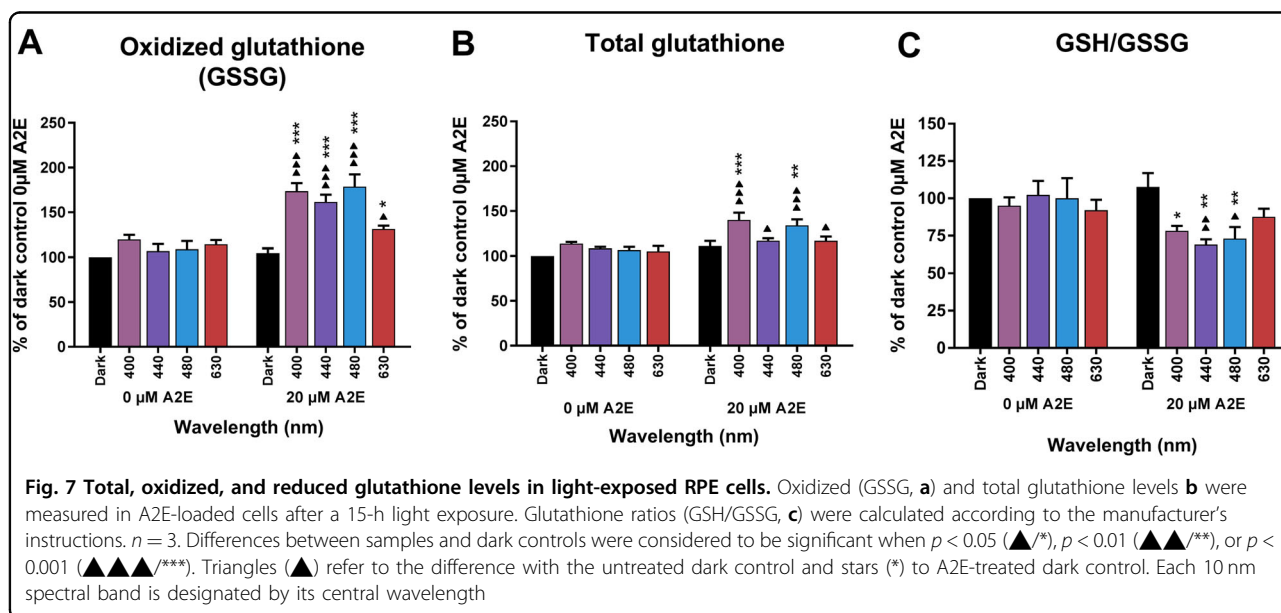 A
Oxidized glutathione
(GSSG)
% of dark control 0µM A2E
250
200
150
100
50
0
***
▲▲▲
***
▲▲▲
***
▲▲▲
*
▲
Dark
400
440
480
630
Dark
400
440
480
630
0 µM A2E
20 µM A2E
Wavelength (nm)
B
Total glutathione
% of dark control 0µM A2E
250
200
150
100
50
0
***
▲▲▲
▲
**
▲▲▲
▲
Dark
400
440
480
630
Dark
400
440
480
630
0 µM A2E
20 µM A2E
Wavelength (nm)
C
GSH/GSSG
% of dark control 0µM A2E
150
125
100
75
50
25
0
*
**
▲▲
**
▲
Dark
400
440
480
630
Dark
400
440
480
630
0 µM A2E
20 µM A2E
Wavelength (nm)
Fig. 7 Total, oxidized, and reduced glutathione levels in light-exposed RPE cells. Oxidized (GSSG, a) and total glutathione levels b were
measured in A2E-loaded cells after a 15-h light exposure. Glutathione ratios (GSH/GSSG, c) were calculated according to the manufacturer's
instructions. n = 3. Differences between samples and dark controls were considered to be significant when p < 0.05 (▲/*), p < 0.01 (▲▲/**), or p <
0.001 (▲▲▲/***). Triangles (▲) refer to the difference with the untreated dark control and stars (*) to A2E-treated dark control. Each 10 nm
spectral band is designated by its central wavelength